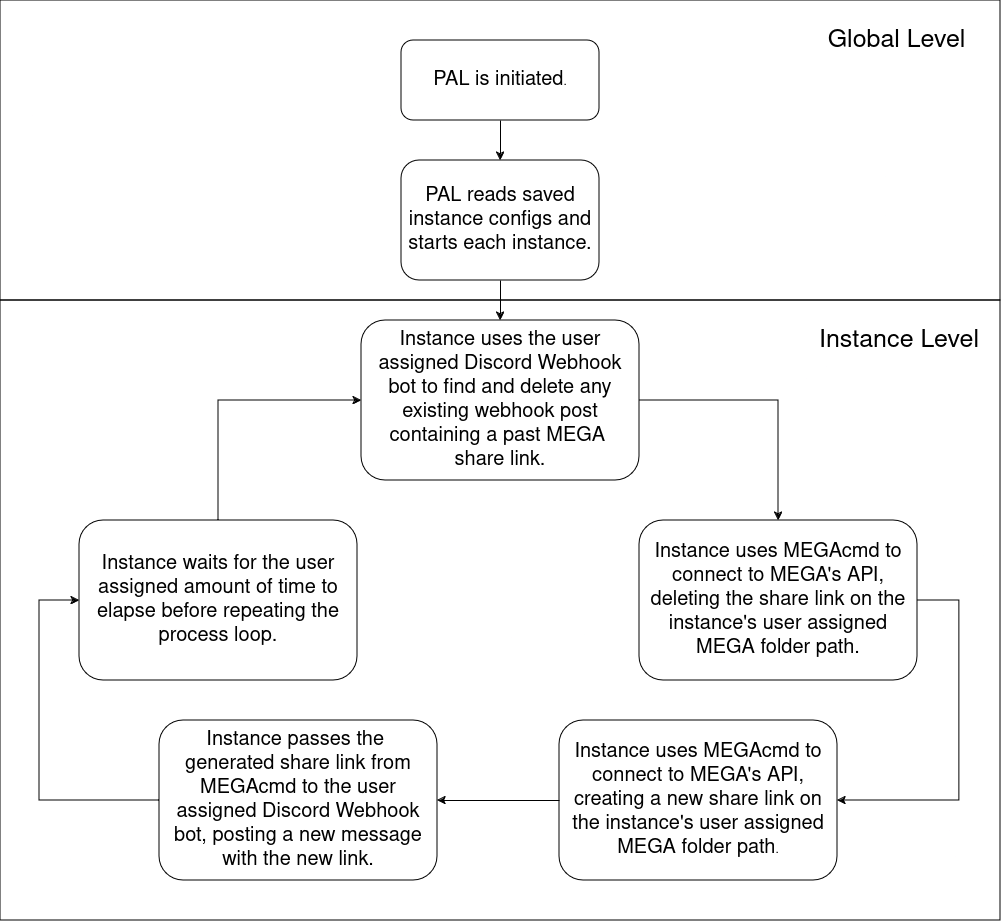 Global Level
PAL is initiated.
PAL reads saved
instance configs and
starts each instance.
Instance Level
Instance uses the user
assigned Discord Webhook
bot to find and delete any
existing webhook post
containing a past MEGA
share link.
Instance uses MEGAcmd to
connect to MEGA's API,
deleting the share link on the
instance's user assigned
MEGA folder path.
Instance uses MEGAcmd to
connect to MEGA's API,
creating a new share link on
the instance's user assigned
MEGA folder path.
Instance passes the
generated share link from
MEGAcmd to the user
assigned Discord Webhook
bot, posting a new message
with the new link.
Instance waits for the user
assigned amount of time to
elapse before repeating the
process loop.